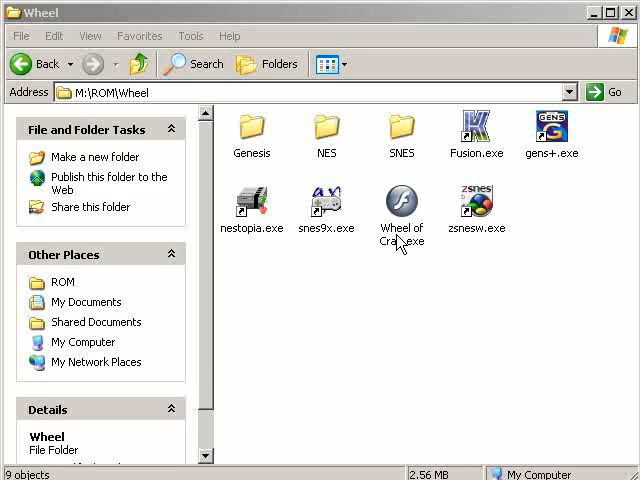 Wheel
File Edit View Favorites Tools Help
Back Search Folders
Address M:\ROM\Wheel Go
File and Folder Tasks
Make a new folder
Publish this folder to the
Web
Share this folder
Other Places
ROM
My Documents
Shared Documents
My Computer
My Network Places
Details
Wheel
File Folder
Genesis NES SNES Fusion.exe gens+.exe
GENS
zsnes
nestopia.exe snes9x.exe Wheel of zsnesw.exe
9 objects 2.56 MB My Computer